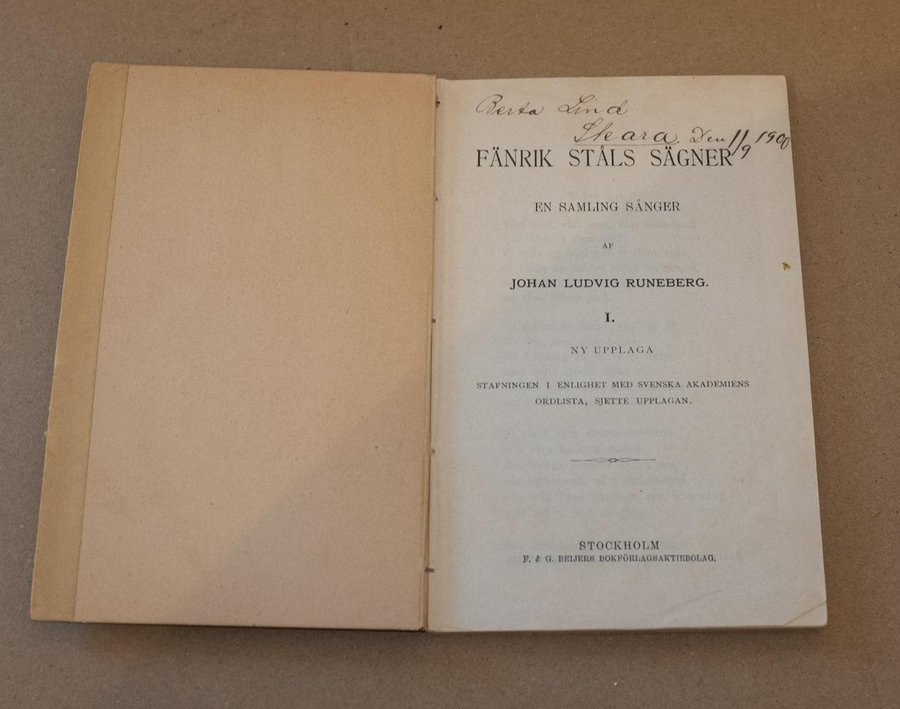 Berta Lind
Skara, Den 11/9 1900
FÄNRIK STÅLS SÄGNER
EN SAMLING SÅNGER
AF
JOHAN LUDVIG RUNEBERG.
I.
NY UPPLAGA
STAFNINGEN I ENLIGHET MED SVENSKA AKADEMIENS
ORDLISTA, SJETTE UPPLAGAN.
STOCKHOLM
F. & G. BEIJERS BOKFÖRLAGSAKTIEBOLAG.